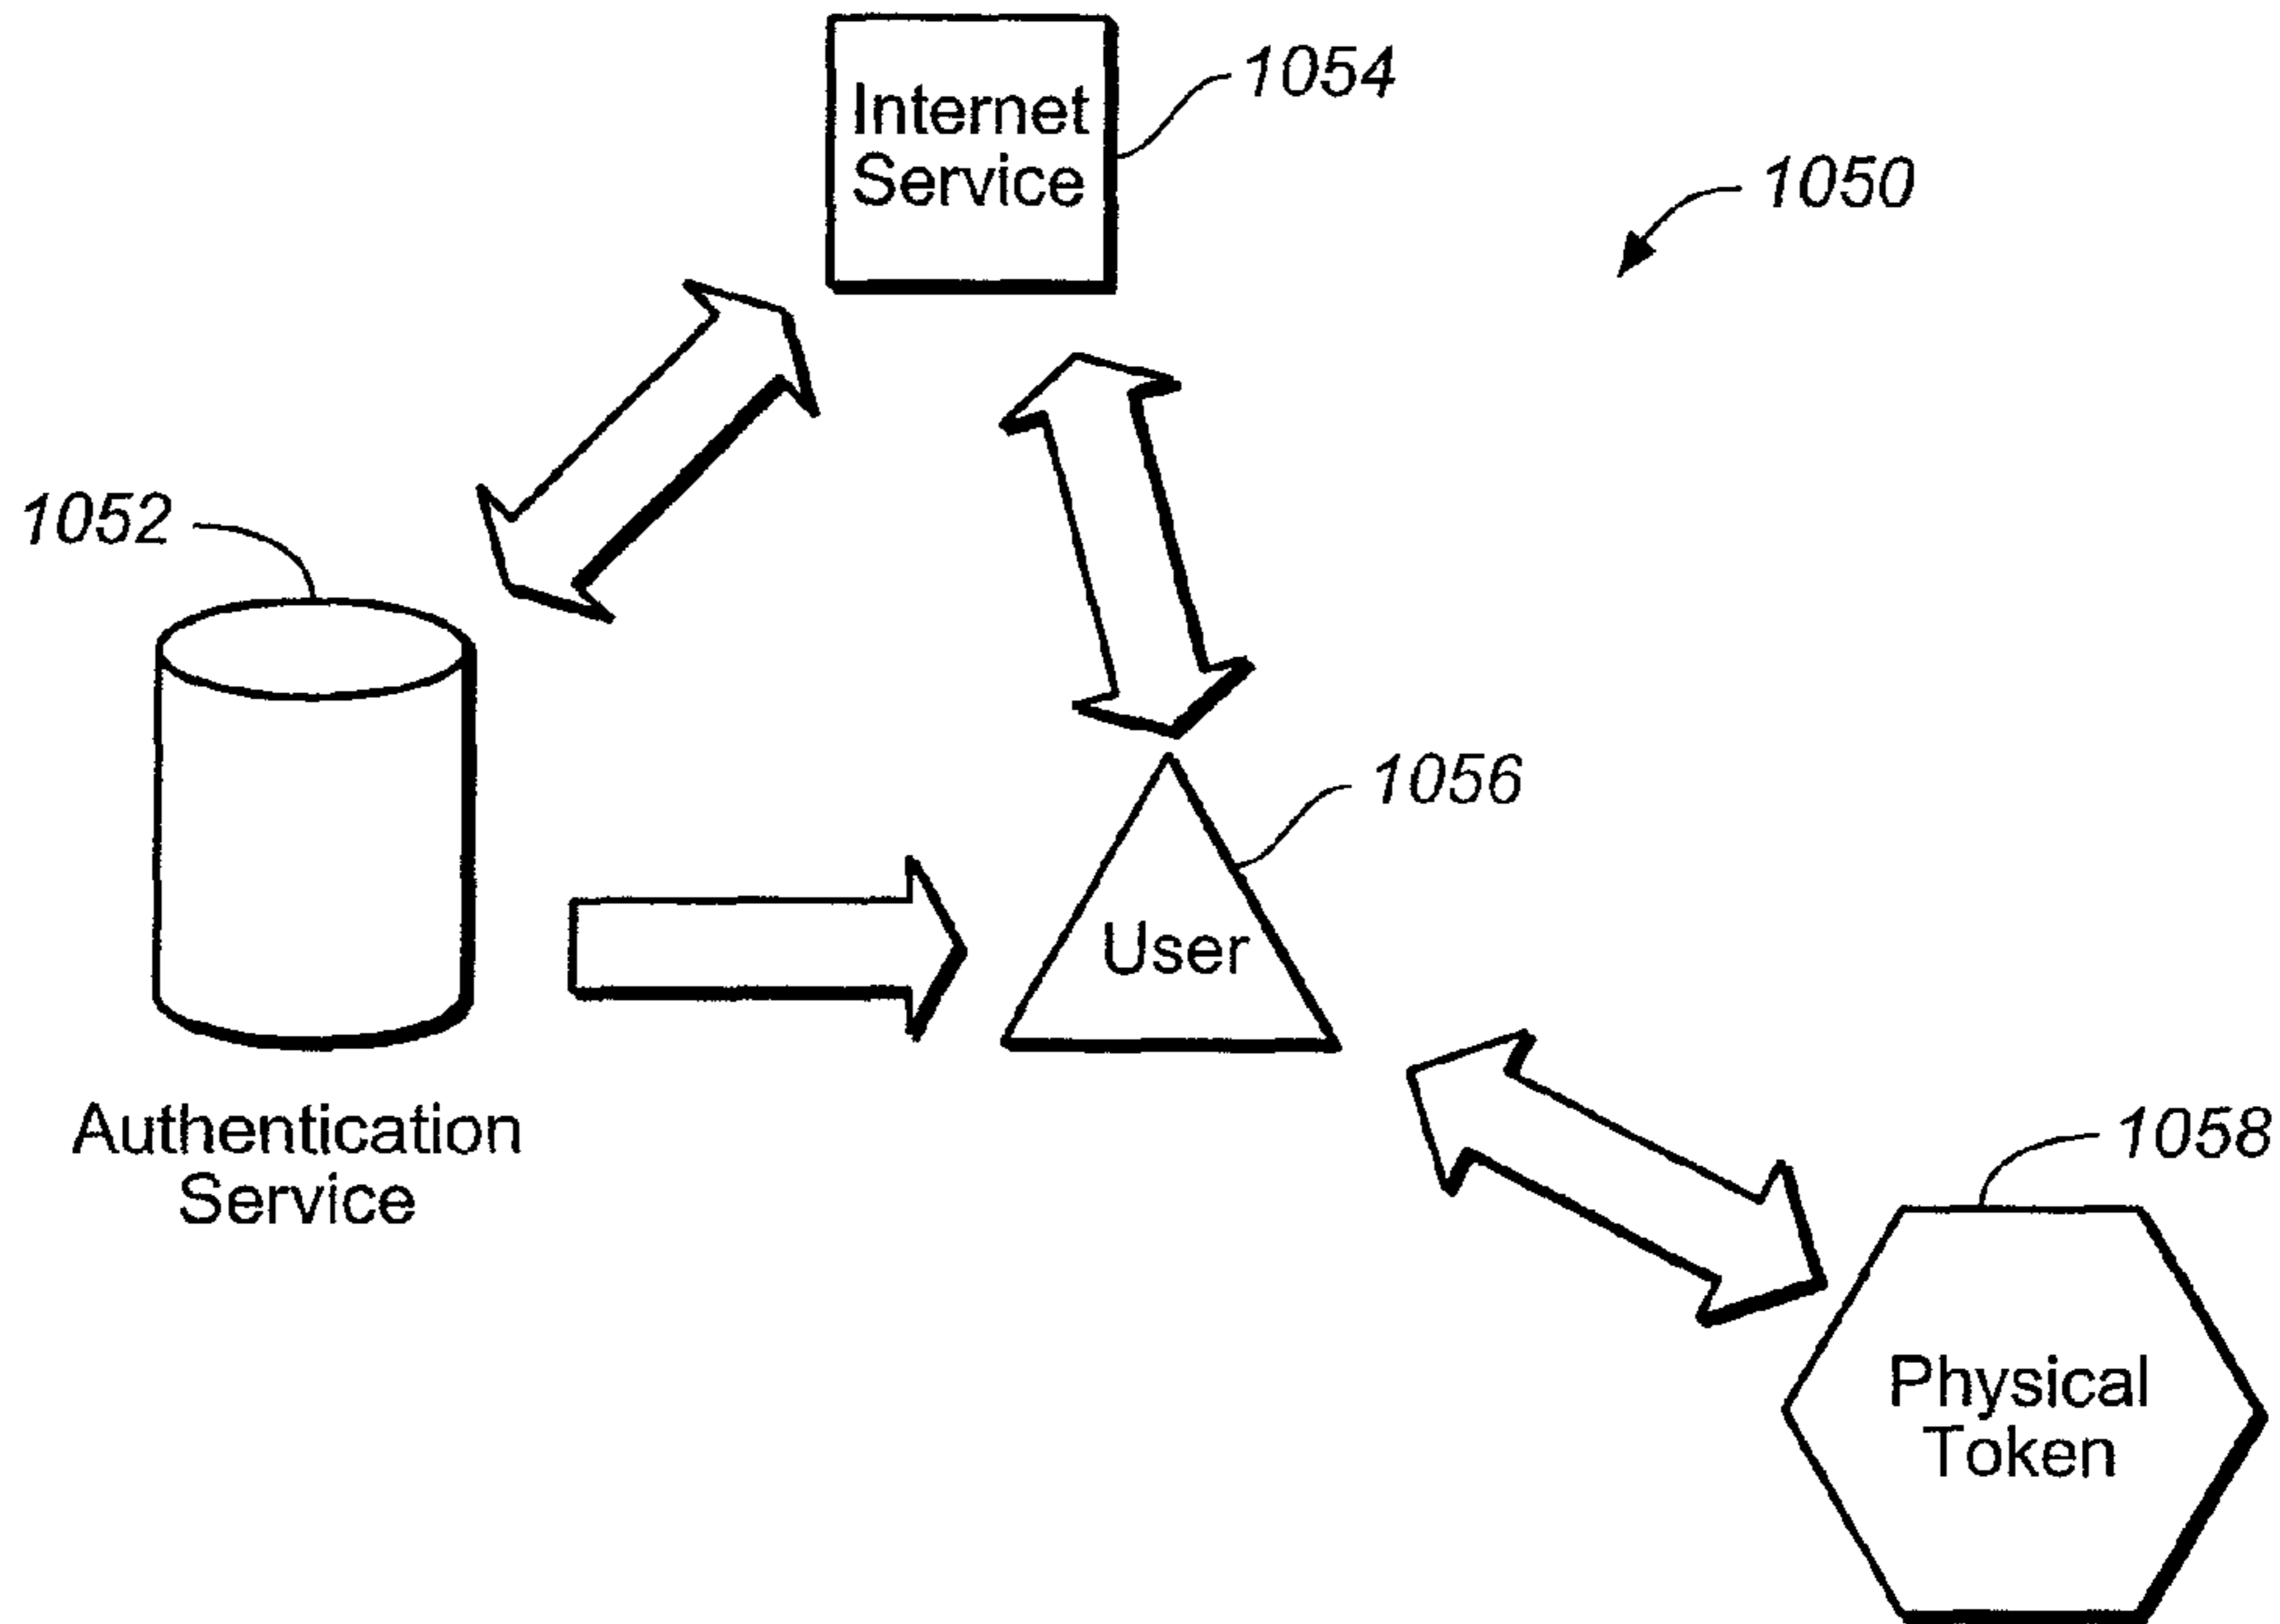 Internet
Service
1054
1050
1052
1056
User
Authentication
Service
1058
Physical
Token